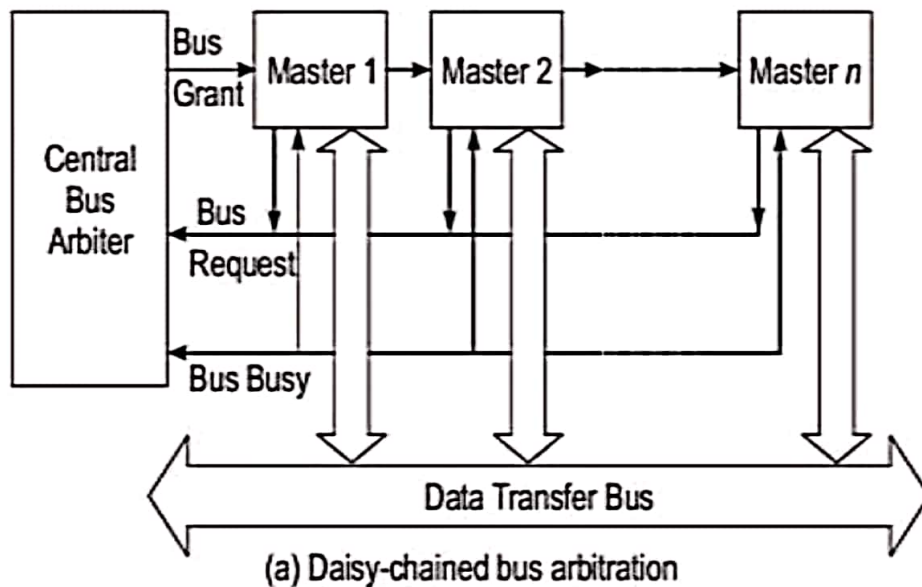 Bus
Grant
Master 1
Master 2
Master n
Central
Bus
Arbiter
Bus
Request
Bus Busy
Data Transfer Bus
(a) Daisy-chained bus arbitration